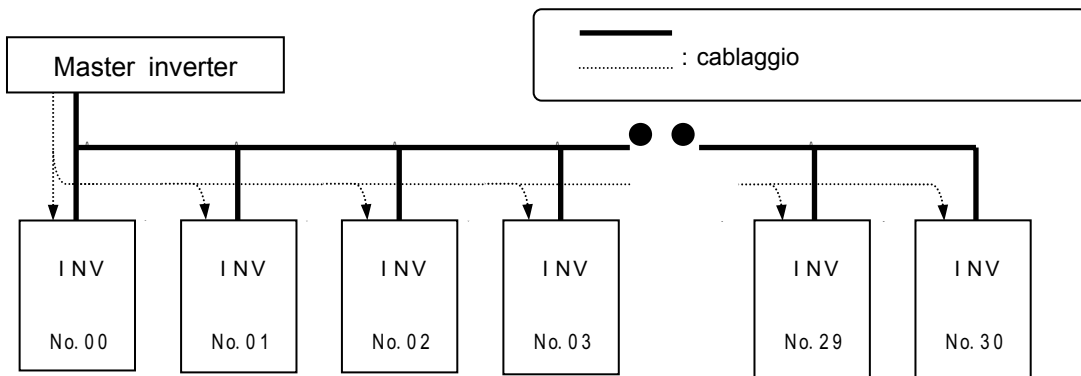 Master inverter
: cablaggio
INV INV INV INV INV INV
No. 00 No. 01 No. 02 No. 03 No. 29 No. 30